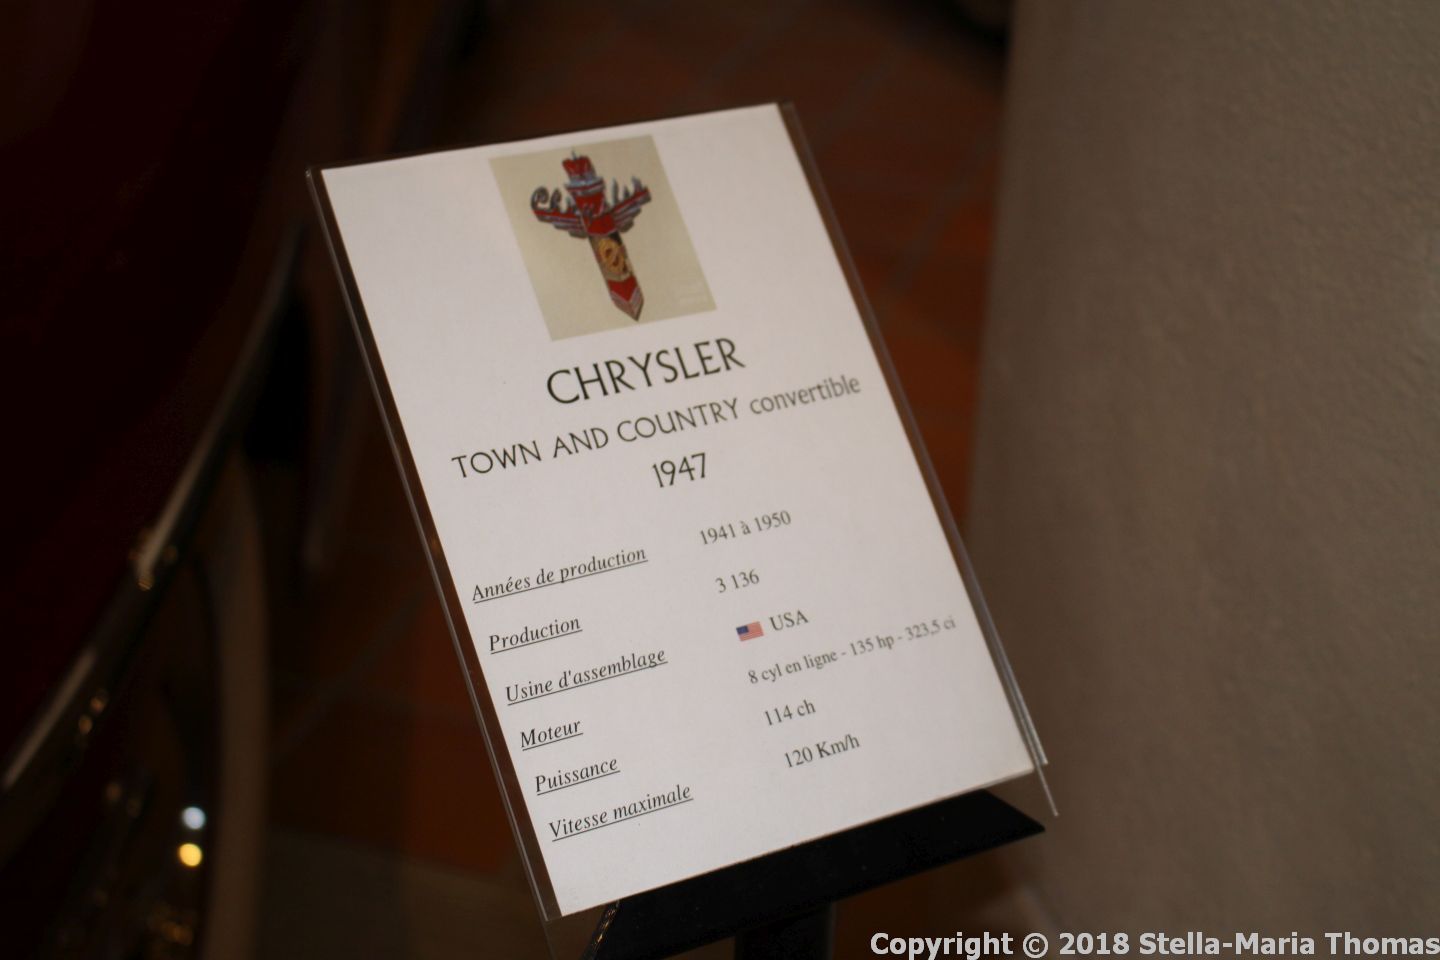 Chrysler
CHRYSLER
TOWN AND COUNTRY convertible
1947
Années de production 1941 à 1950
Production 3 136
Usine d'assemblage USA
Moteur 8 cyl en ligne - 135 hp - 323,5 ci
Puissance 114 ch
Vitesse maximale 120 Km/h
Copyright © 2018 Stella-Maria Thomas